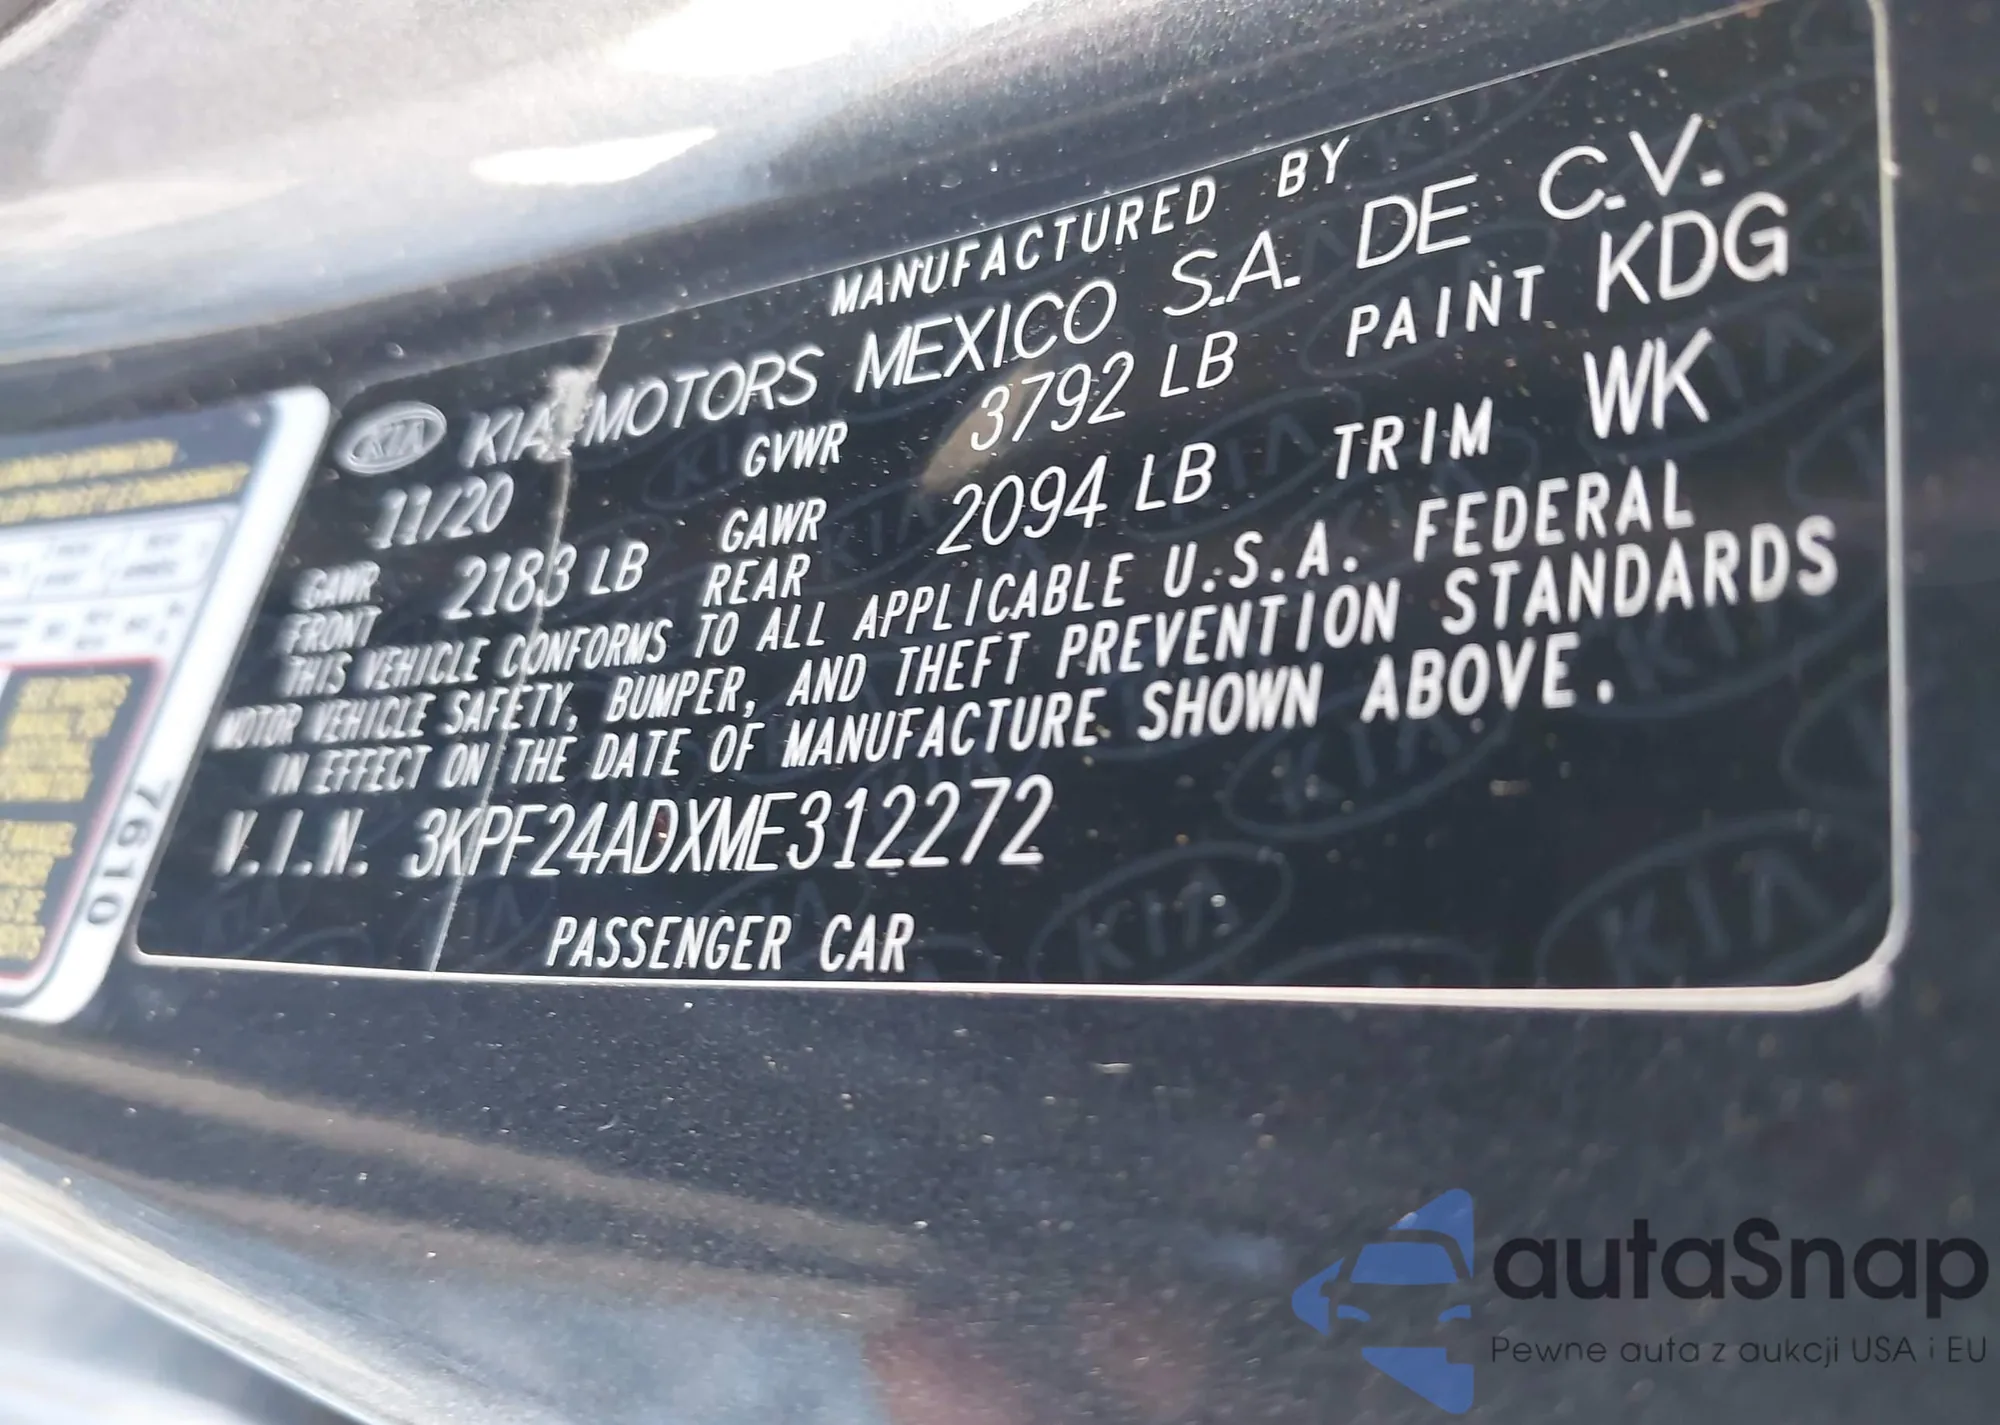 MANUFACTURED BY
KIA KIA MOTORS MEXICO S.A. DE C.V.
11/20 GVWR 3792 LB PAINT KDG
GAWR FRONT 2183 LB GAWR REAR 2094 LB TRIM WK
THIS VEHICLE CONFORMS TO ALL APPLICABLE U.S.A. FEDERAL
MOTOR VEHICLE SAFETY, BUMPER, AND THEFT PREVENTION STANDARDS
IN EFFECT ON THE DATE OF MANUFACTURE SHOWN ABOVE.
V.I.N. 3KPF24ADXME312272
PASSENGER CAR
7610
autaSnap
Pewne auta z aukcji USA i EU